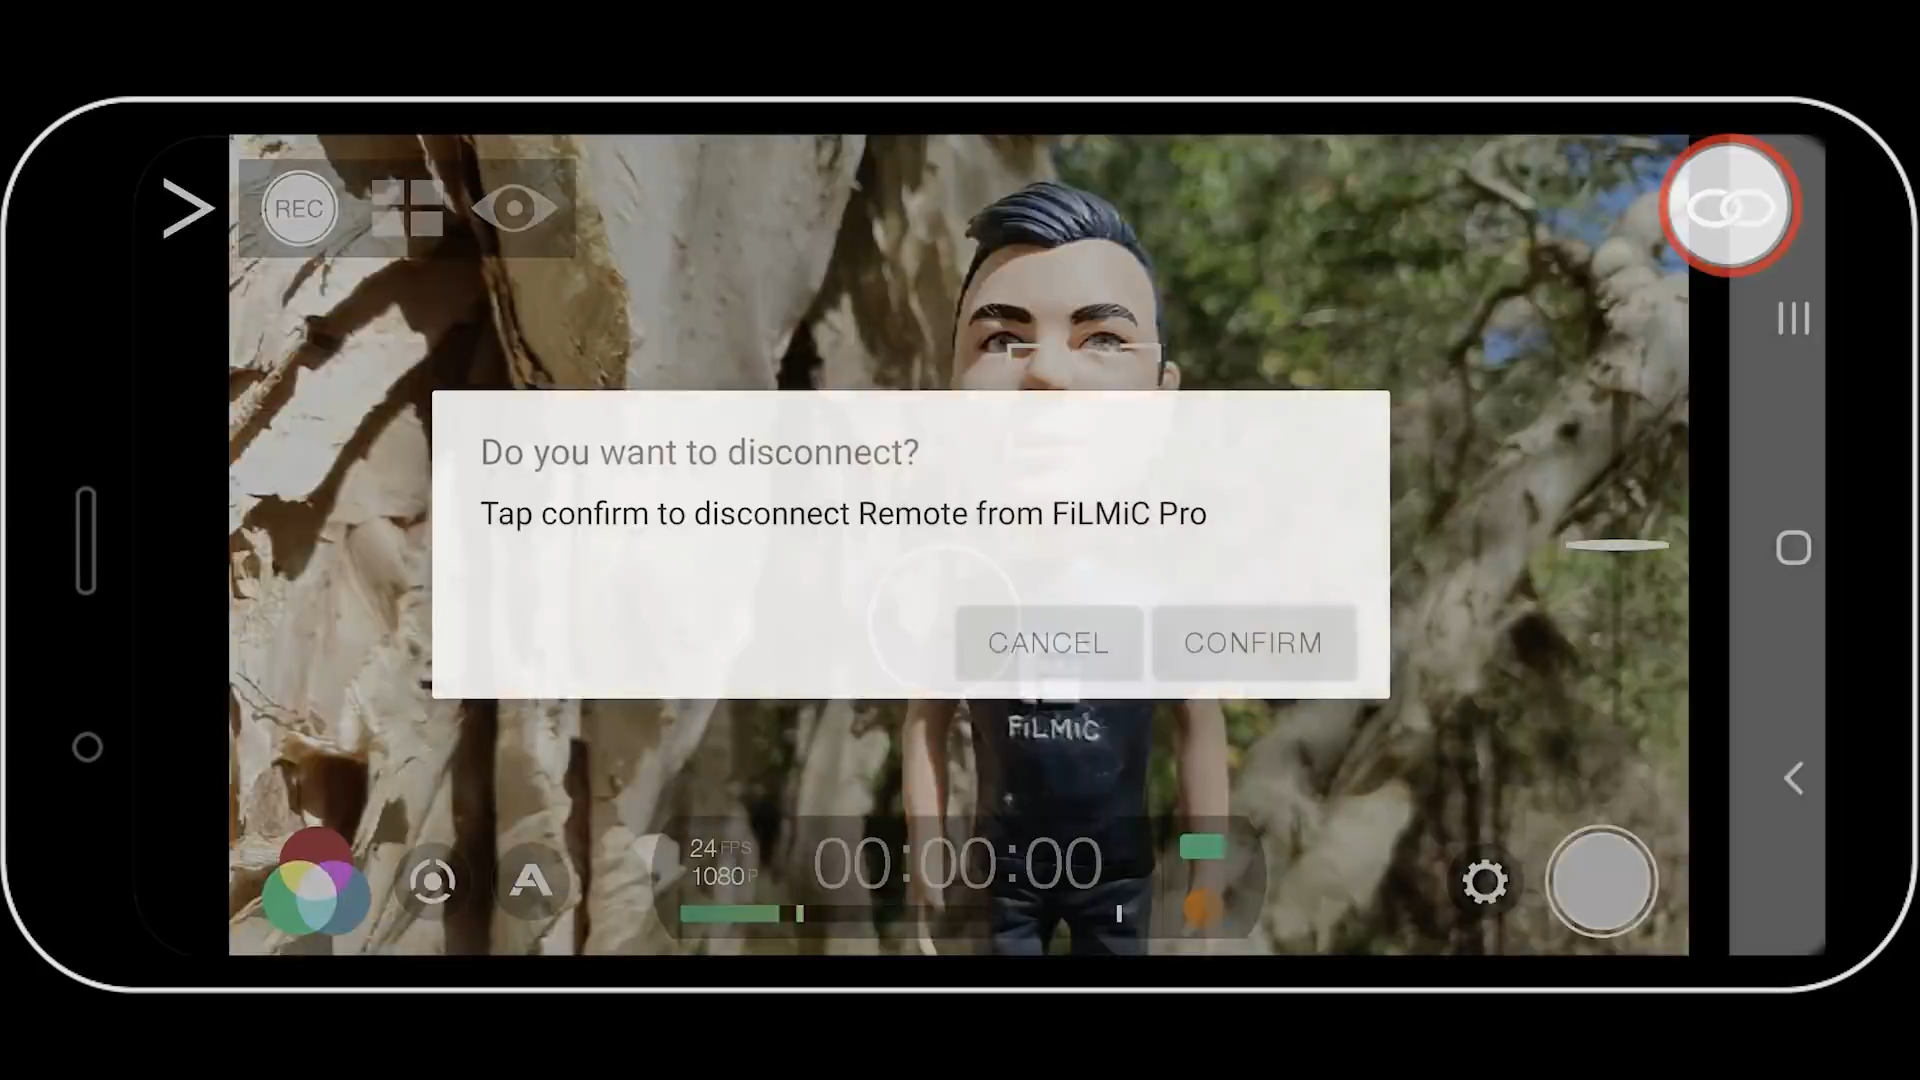 REC
Do you want to disconnect?
Tap confirm to disconnect Remote from FiLMiC Pro
CANCEL CONFIRM
FiLMiC
24 FPS
1080P
00:00:00
A